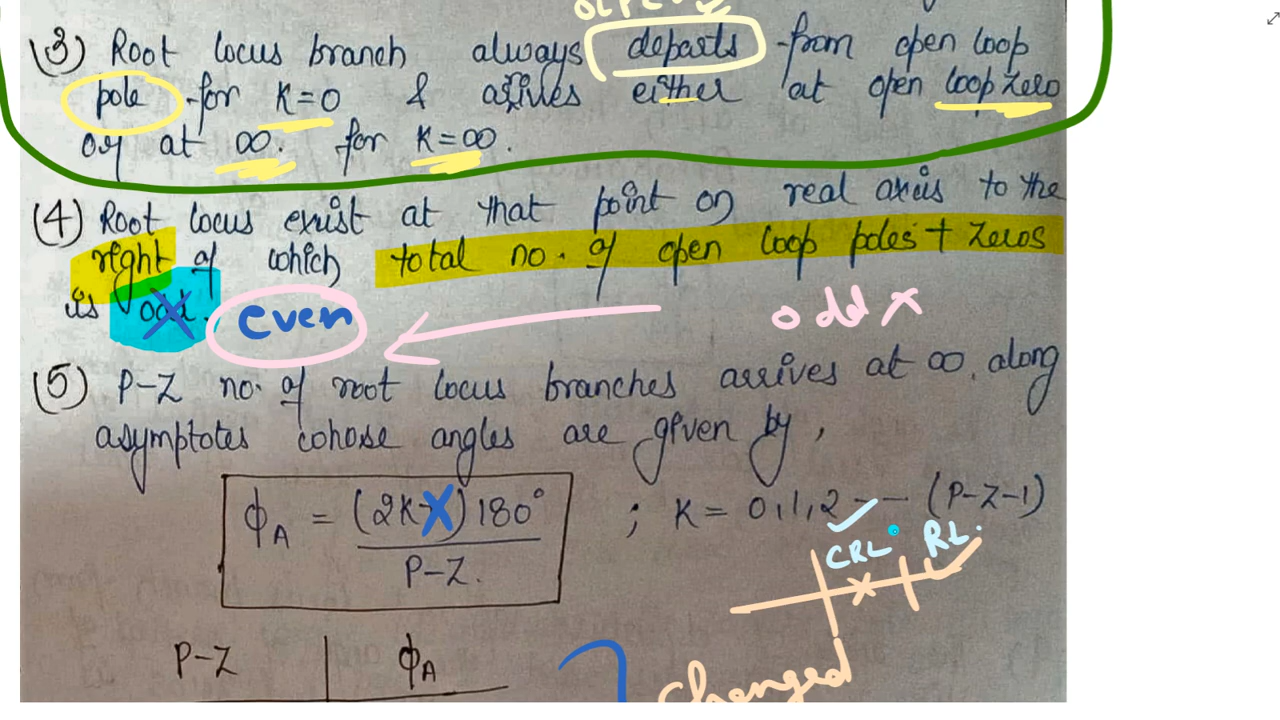 (3) Root locus branch always departs from open loop
pole for K=0 & arrives either at open loop zero
or at ∞. for K=∞.
(4) Root locus exist at that point on real axis to the
right of which total no. of open loop poles + zeros
is odd. even
odd ×
(5) P-Z no. of root locus branches arrives at ∞, along
asymptotes whose angles are given by,
ϕA = (2K+X)180° / P-Z. ; K = 0,1,2 --- (P-Z-1)
CRL RL.
P-Z | ϕA
Changed